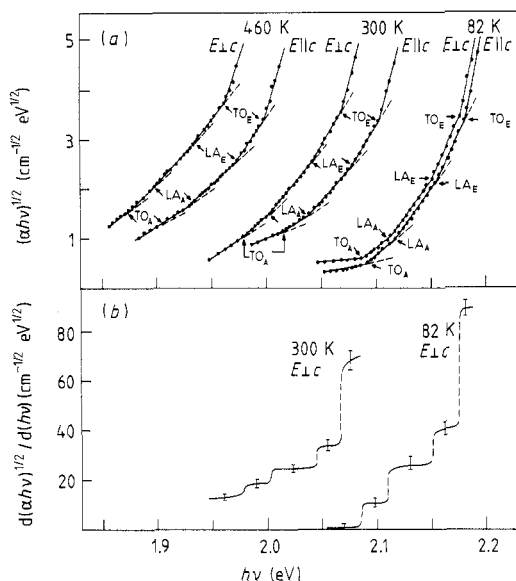 (a)
460 K
300 K
82 K
E⊥c
E||c
E⊥c
E||c
E⊥c
E||c
5
3
1
(αhν)^1/2 (cm^-1/2 eV^1/2)
TO_E
TO_E
TO_E
TO_E
LA_E
LA_E
LA_E
LA_E
LA_A
LA_A
LA_A
LA_A
TO_A
TO_A
TO_A
TO_A
(b)
300 K
E⊥c
82 K
E⊥c
80
60
40
20
d(αhν)^1/2/d(hν) (cm^-1/2 eV^1/2)
1.9
2.0
2.1
2.2
hν (eV)